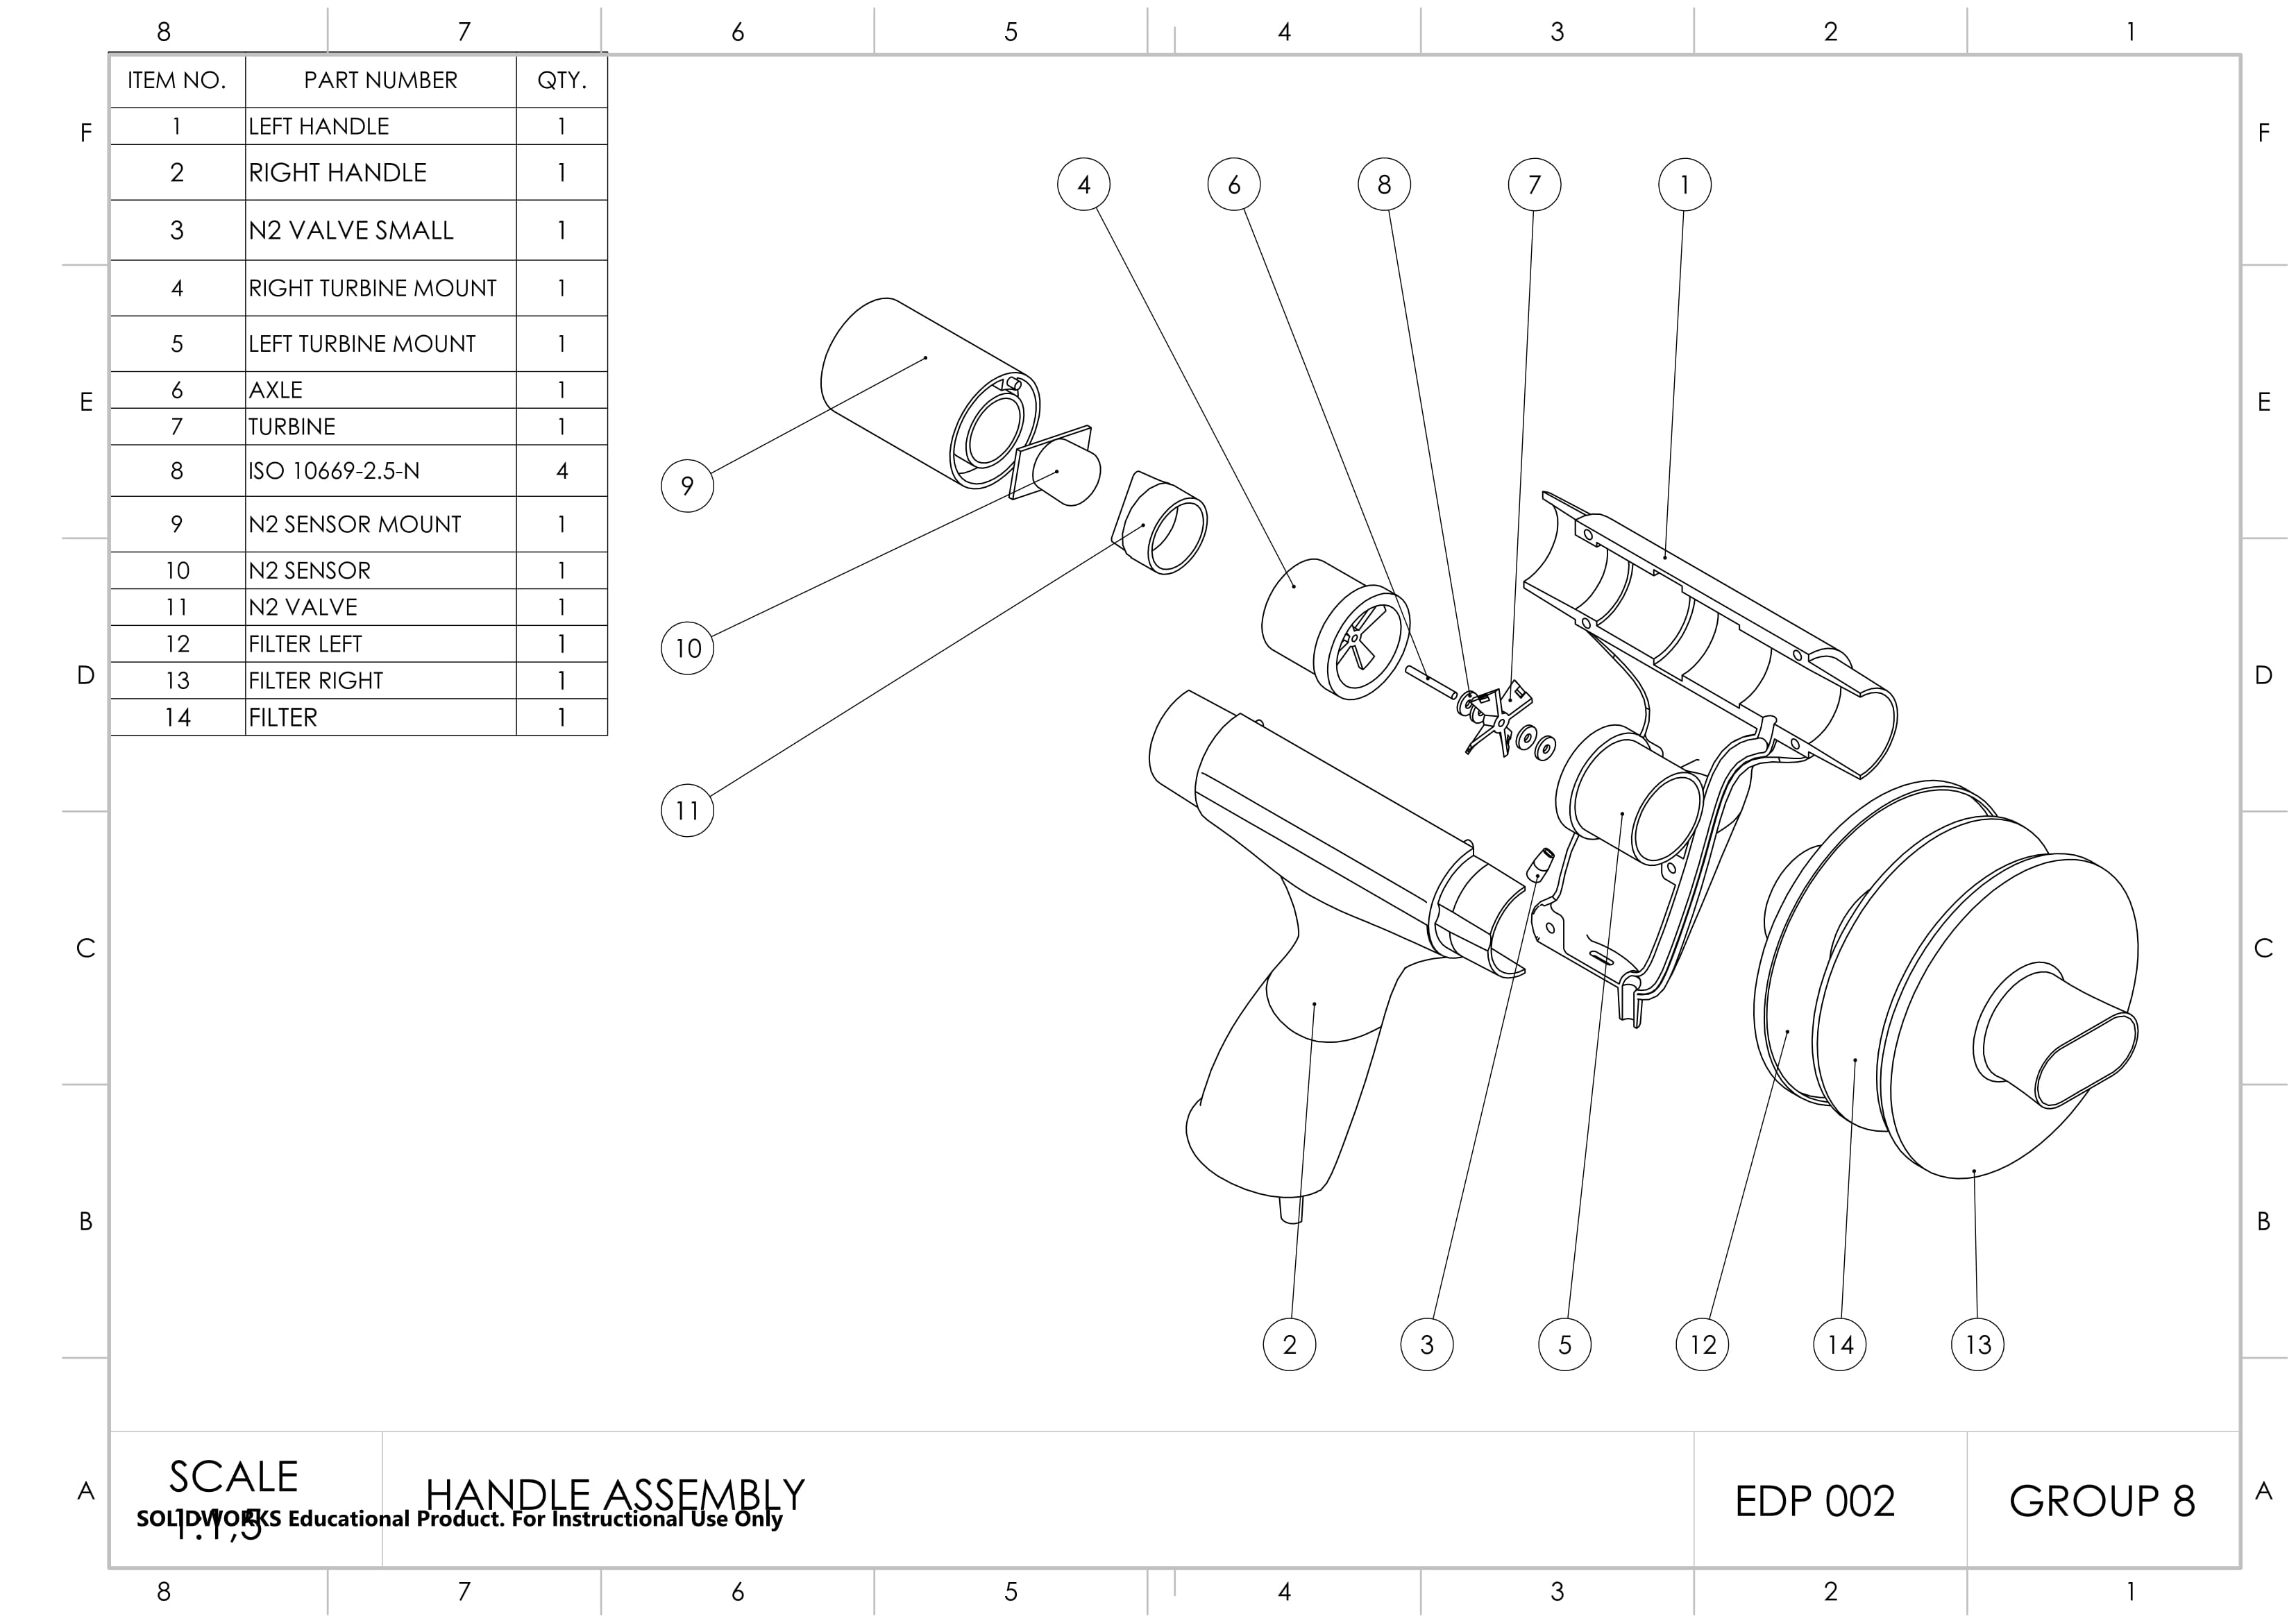 8 7 6 5 4 3 2 1
ITEM NO. PART NUMBER QTY.
1 LEFT HANDLE 1
2 RIGHT HANDLE 1
3 N2 VALVE SMALL 1
4 RIGHT TURBINE MOUNT 1
5 LEFT TURBINE MOUNT 1
6 AXLE 1
7 TURBINE 1
8 ISO 10669-2.5-N 4
9 N2 SENSOR MOUNT 1
10 N2 SENSOR 1
11 N2 VALVE 1
12 FILTER LEFT 1
13 FILTER RIGHT 1
14 FILTER 1
F F
E E
D D
C C
B B
A A
4 6 8 7 1
9
10
11
2 3 5 12 14 13
SCALE
1:1,5
HANDLE ASSEMBLY
EDP 002
GROUP 8
SOLIDWORKS Educational Product. For Instructional Use Only
8 7 6 5 4 3 2 1